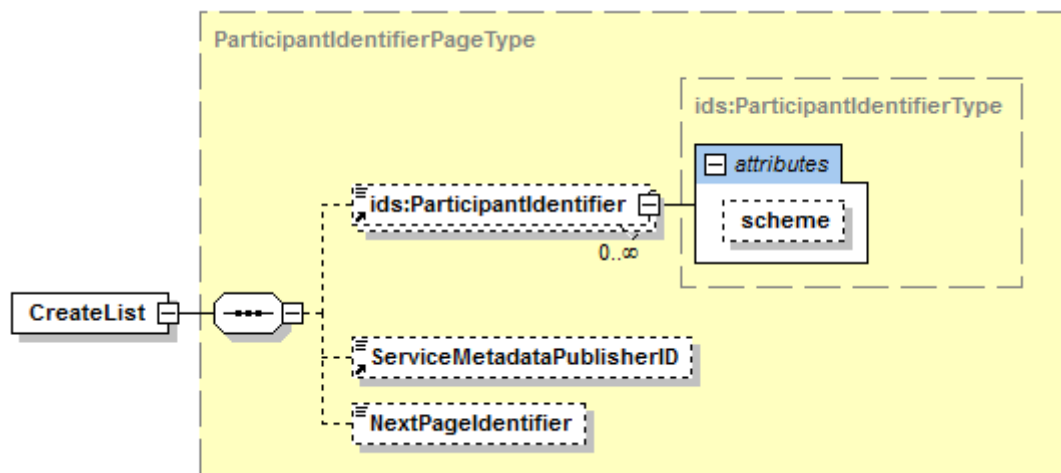 ParticipantIdentifierPageType
ids:ParticipantIdentifierType
attributes
ids:ParticipantIdentifier
scheme
0..∞
CreateList
ServiceMetadataPublisherID
NextPageIdentifier